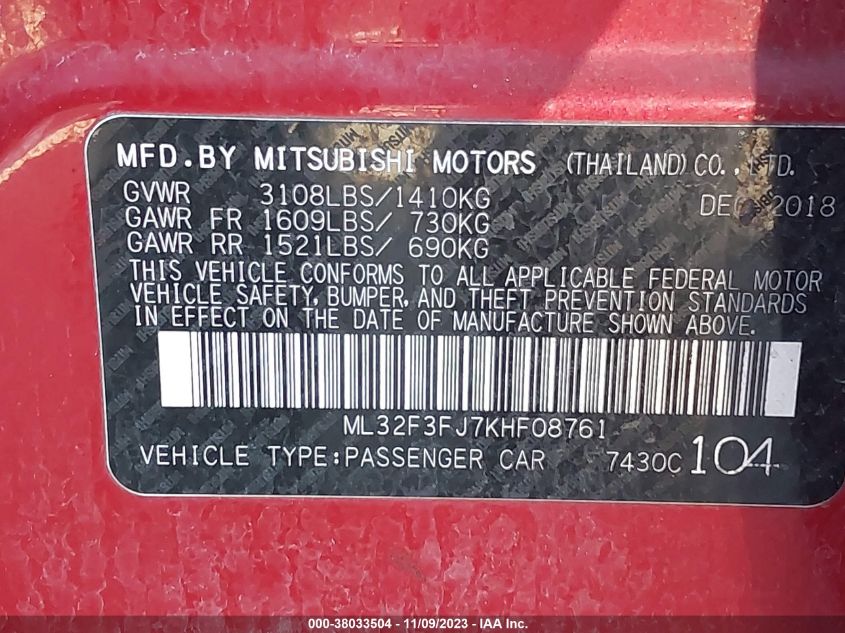 MFD.BY MITSUBISHI MOTORS (THAILAND) CO.,LTD.
GVWR 3108LBS/1410KG DEC 2018
GAWR FR 1609LBS/ 730KG
GAWR RR 1521LBS/ 690KG
THIS VEHICLE CONFORMS TO ALL APPLICABLE FEDERAL MOTOR
VEHICLE SAFETY, BUMPER, AND THEFT PREVENTION STANDARDS
IN EFFECT ON THE DATE OF MANUFACTURE SHOWN ABOVE.
ML32F3FJ7KHF08761
VEHICLE TYPE:PASSENGER CAR 7430C 104
000-38033504 - 11/09/2023 - IAA Inc.